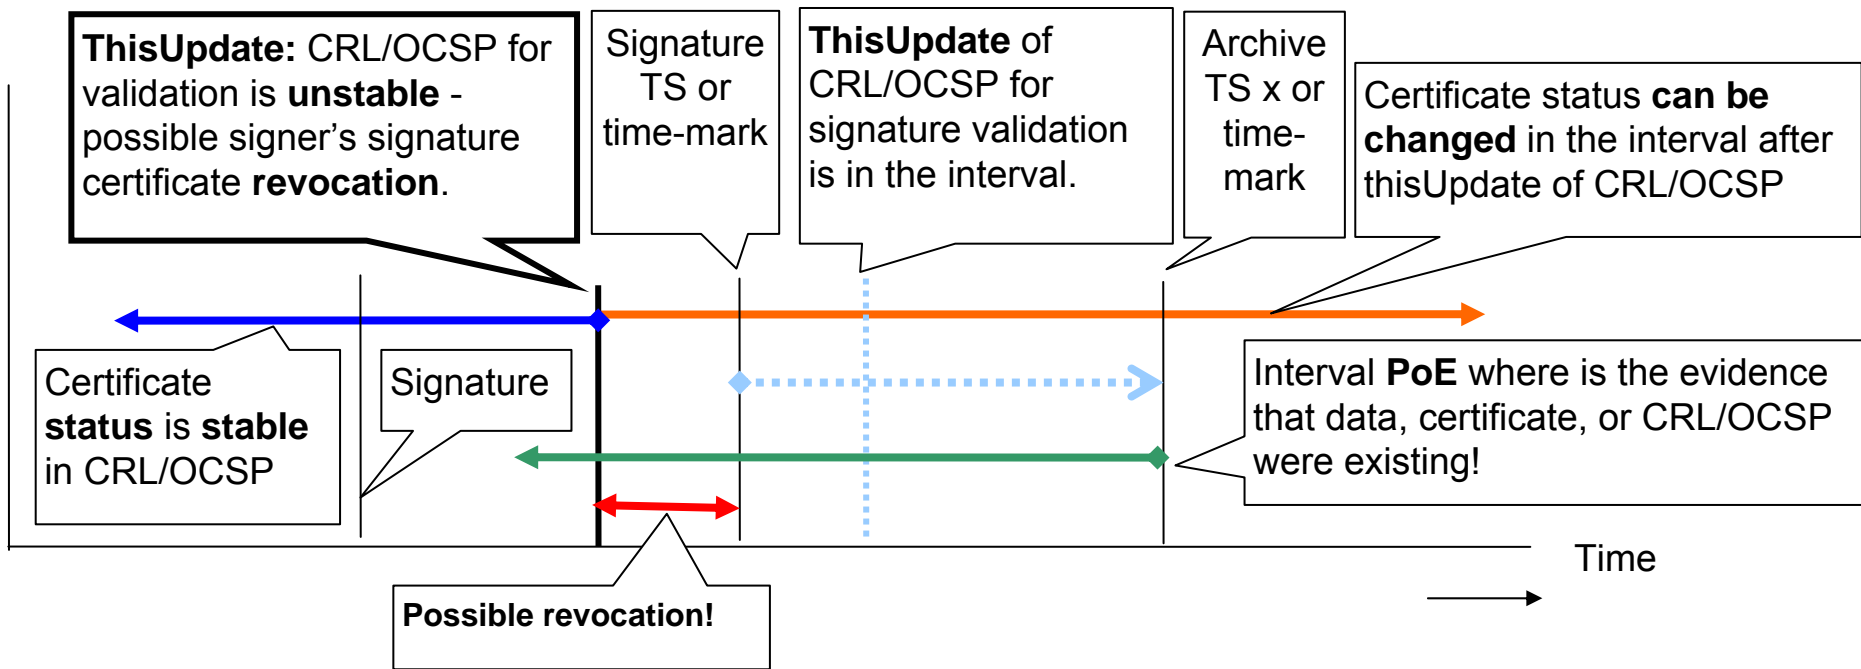 ThisUpdate: CRL/OCSP for
validation is unstable -
possible signer's signature
certificate revocation.
Signature
TS or
time-mark
ThisUpdate of
CRL/OCSP for
signature validation
is in the interval.
Archive
TS x or
time-
mark
Certificate status can be
changed in the interval after
thisUpdate of CRL/OCSP
Certificate
status is stable
in CRL/OCSP
Signature
Interval PoE where is the evidence
that data, certificate, or CRL/OCSP
were existing!
Possible revocation!
Time